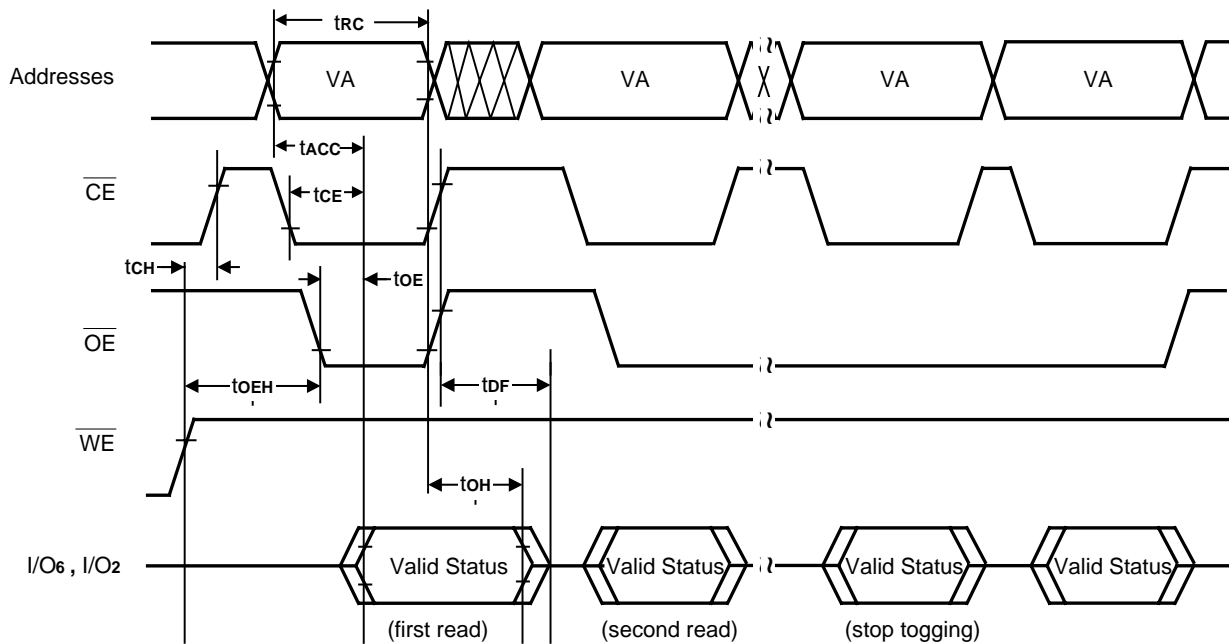 tRC
Addresses VA VA X VA VA
tACC
CE
tCE
tCH
tOE
OE
tOEH
tDF
WE
tOH
I/O6 , I/O2 Valid Status Valid Status Valid Status Valid Status
(first read) (second read) (stop togging)